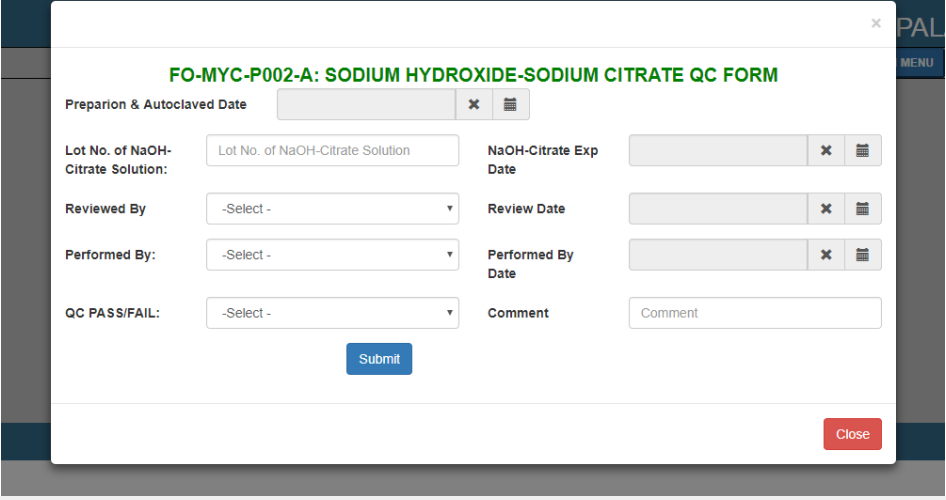 ×
PAL
MENU
FO-MYC-P002-A: SODIUM HYDROXIDE-SODIUM CITRATE QC FORM
Preparion & Autoclaved Date
Lot No. of NaOH-
Citrate Solution:
Lot No. of NaOH-Citrate Solution
NaOH-Citrate Exp
Date
Reviewed By
-Select -
Review Date
Performed By:
-Select -
Performed By
Date
QC PASS/FAIL:
-Select -
Comment
Comment
Submit
Close